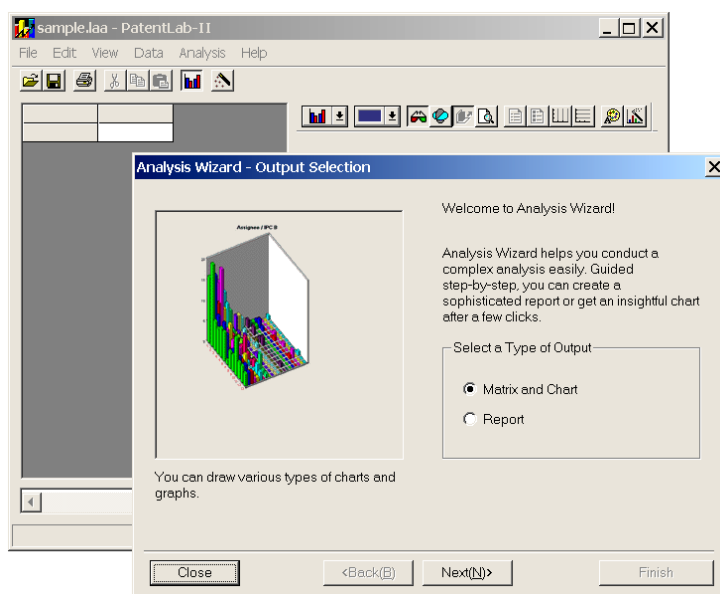 sample.laa - PatentLab-II
File Edit View Data Analysis Help
Analysis Wizard - Output Selection
Assignee / IPC 8
Welcome to Analysis Wizard!
Analysis Wizard helps you conduct a
complex analysis easily. Guided
step-by-step, you can create a
sophisticated report or get an insightful chart
after a few clicks.
Select a Type of Output
Matrix and Chart
Report
You can draw various types of charts and
graphs.
Close
<Back(B)
Next(N)>
Finish